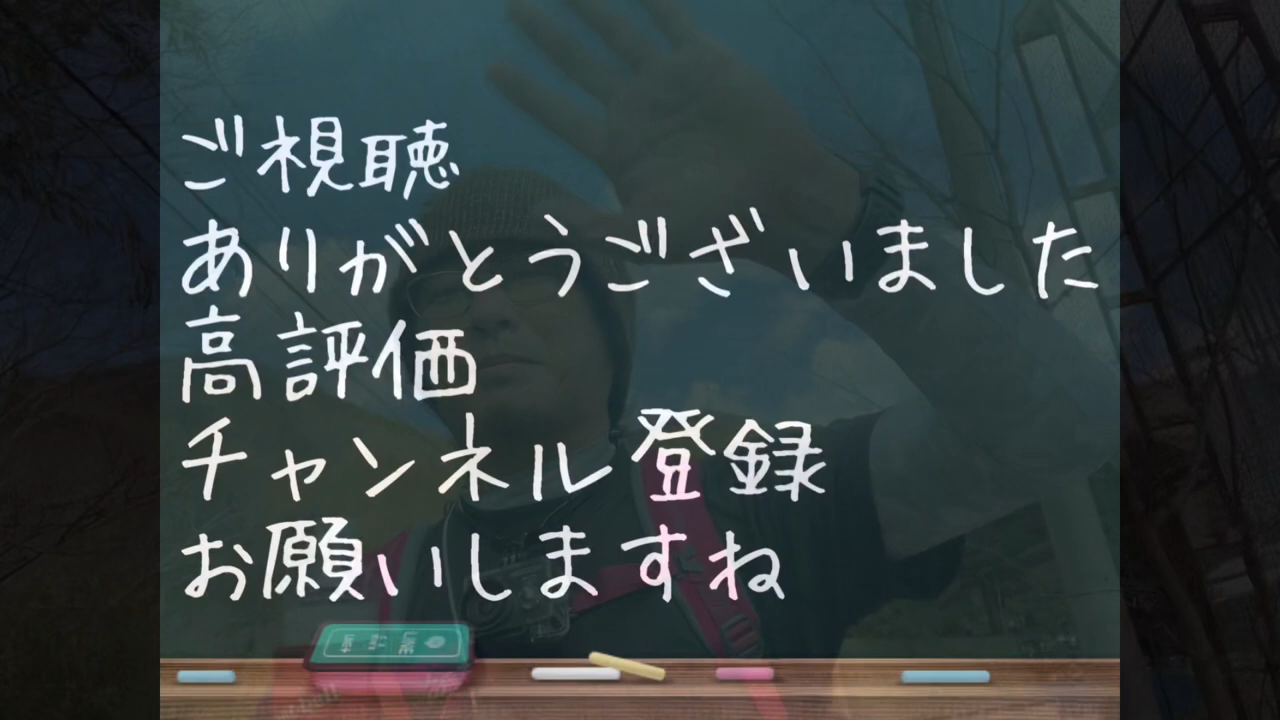 ご視聴
ありがとうございました
高評価
チャンネル登録
お願いしますね